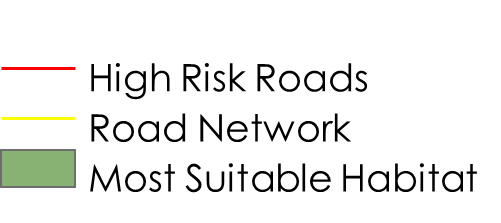 High Risk Roads
Road Network
Most Suitable Habitat